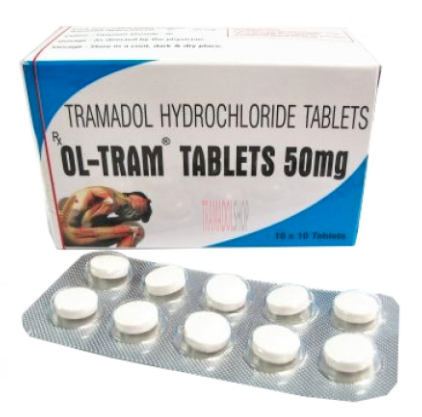 Dosage : As directed by the physician.
Storage : Store in a cool, dark & dry place.
TRAMADOL HYDROCHLORIDE TABLETS
Rx
OL-TRAM® TABLETS 50mg
TRAMADOLSHOP
10 x 10 Tablets